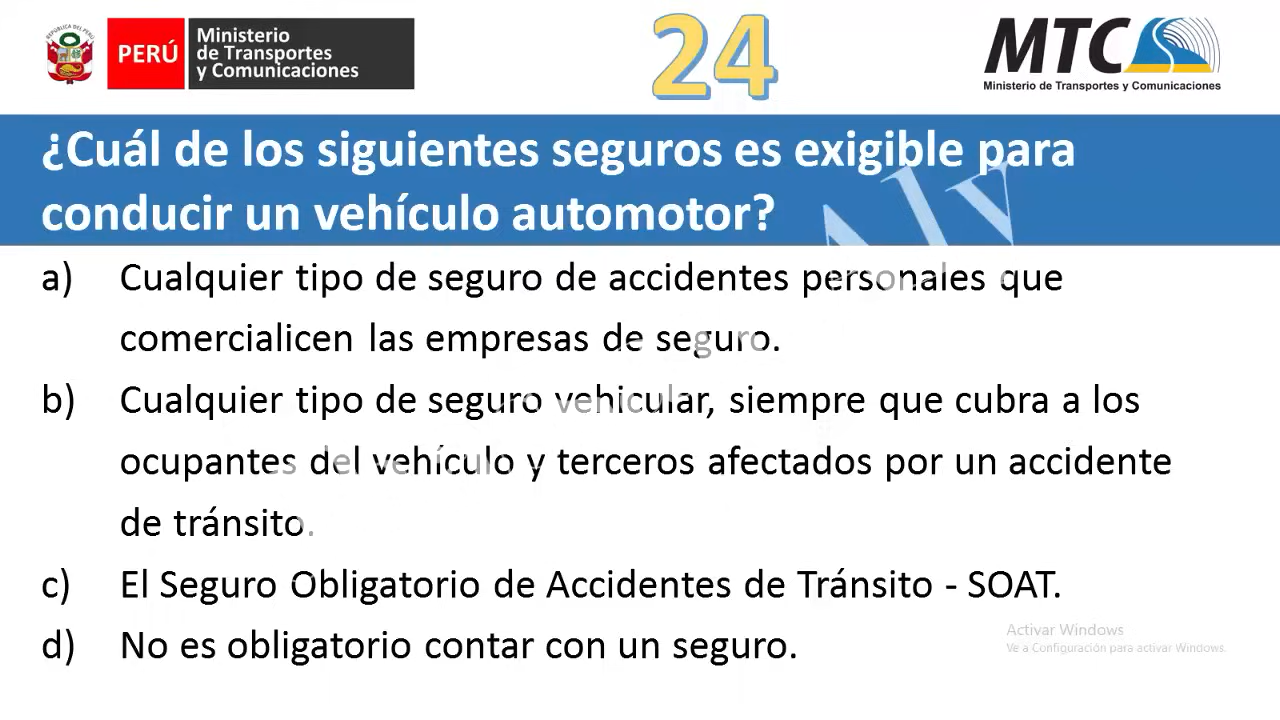 REPÚBLICA DEL PERÚ
PERÚ
Ministerio
de Transportes
y Comunicaciones
24
MTC
Ministerio de Transportes y Comunicaciones
¿Cuál de los siguientes seguros es exigible para
conducir un vehículo automotor?
a) Cualquier tipo de seguro de accidentes personales que
comercialicen las empresas de seguro.
b) Cualquier tipo de seguro vehicular, siempre que cubra a los
ocupantes del vehículo y terceros afectados por un accidente
de tránsito.
c) El Seguro Obligatorio de Accidentes de Tránsito - SOAT.
d) No es obligatorio contar con un seguro.
Activar Windows
Ve a Configuración para activar Windows.